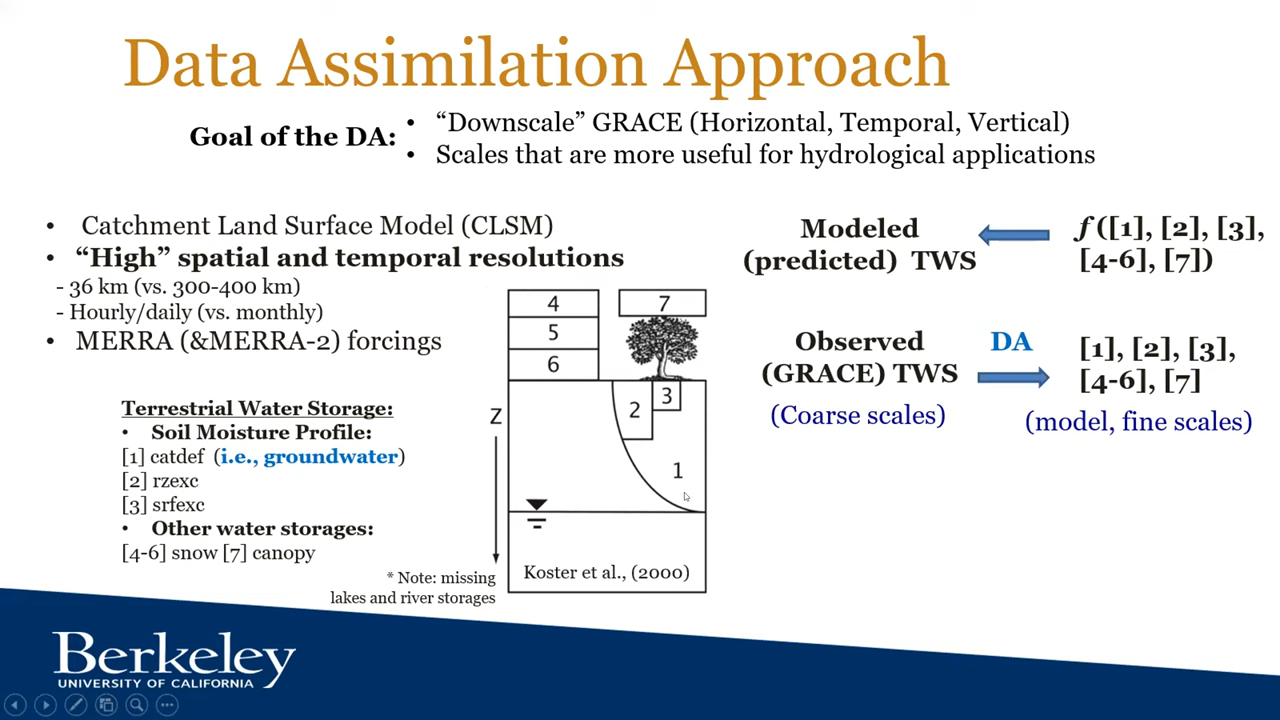 Data Assimilation Approach
Goal of the DA:
• “Downscale” GRACE (Horizontal, Temporal, Vertical)
• Scales that are more useful for hydrological applications
• Catchment Land Surface Model (CLSM)
• “High” spatial and temporal resolutions
- 36 km (vs. 300-400 km)
- Hourly/daily (vs. monthly)
• MERRA (&MERRA-2) forcings
Terrestrial Water Storage:
• Soil Moisture Profile:
[1] catdef (i.e., groundwater)
[2] rzexc
[3] srfexc
• Other water storages:
[4-6] snow [7] canopy
* Note: missing
lakes and river storages
4
5
6
7
3
2
1
Z
Koster et al., (2000)
Modeled
(predicted) TWS
f ([1], [2], [3],
[4-6], [7])
Observed
(GRACE) TWS
(Coarse scales)
DA
[1], [2], [3],
[4-6], [7]
(model, fine scales)
Berkeley
UNIVERSITY OF CALIFORNIA